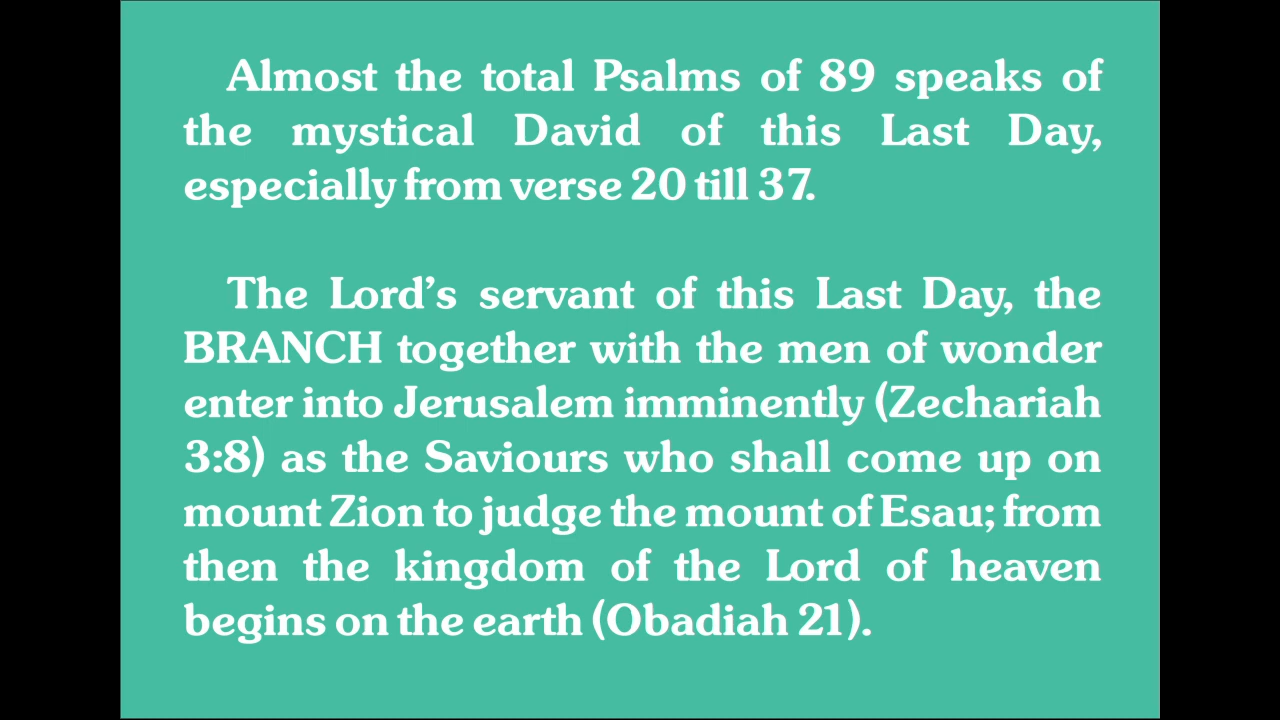 Almost the total Psalms of 89 speaks of
the mystical David of this Last Day,
especially from verse 20 till 37.
The Lord’s servant of this Last Day, the
BRANCH together with the men of wonder
enter into Jerusalem imminently (Zechariah
3:8) as the Saviours who shall come up on
mount Zion to judge the mount of Esau; from
then the kingdom of the Lord of heaven
begins on the earth (Obadiah 21).